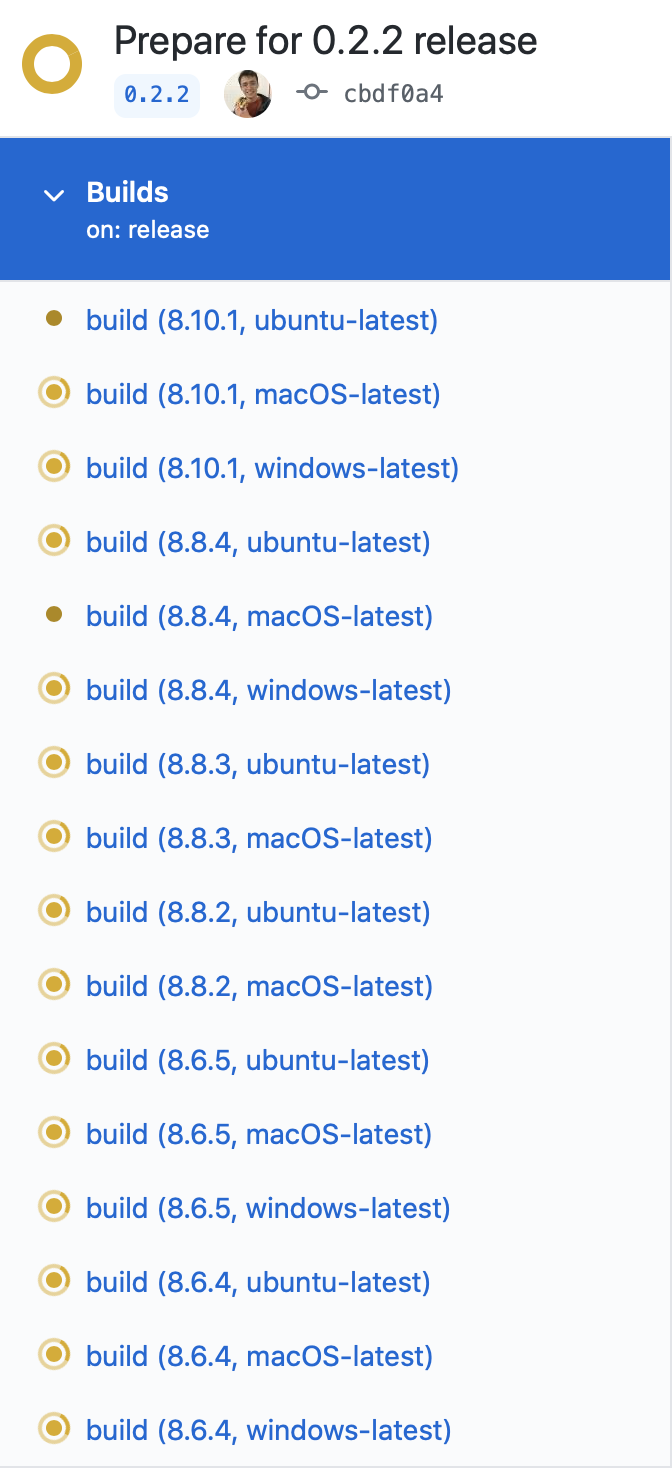 Prepare for 0.2.2 release
0.2.2 cbdf0a4
Builds
on: release
build (8.10.1, ubuntu-latest)
build (8.10.1, macOS-latest)
build (8.10.1, windows-latest)
build (8.8.4, ubuntu-latest)
build (8.8.4, macOS-latest)
build (8.8.4, windows-latest)
build (8.8.3, ubuntu-latest)
build (8.8.3, macOS-latest)
build (8.8.2, ubuntu-latest)
build (8.8.2, macOS-latest)
build (8.6.5, ubuntu-latest)
build (8.6.5, macOS-latest)
build (8.6.5, windows-latest)
build (8.6.4, ubuntu-latest)
build (8.6.4, macOS-latest)
build (8.6.4, windows-latest)